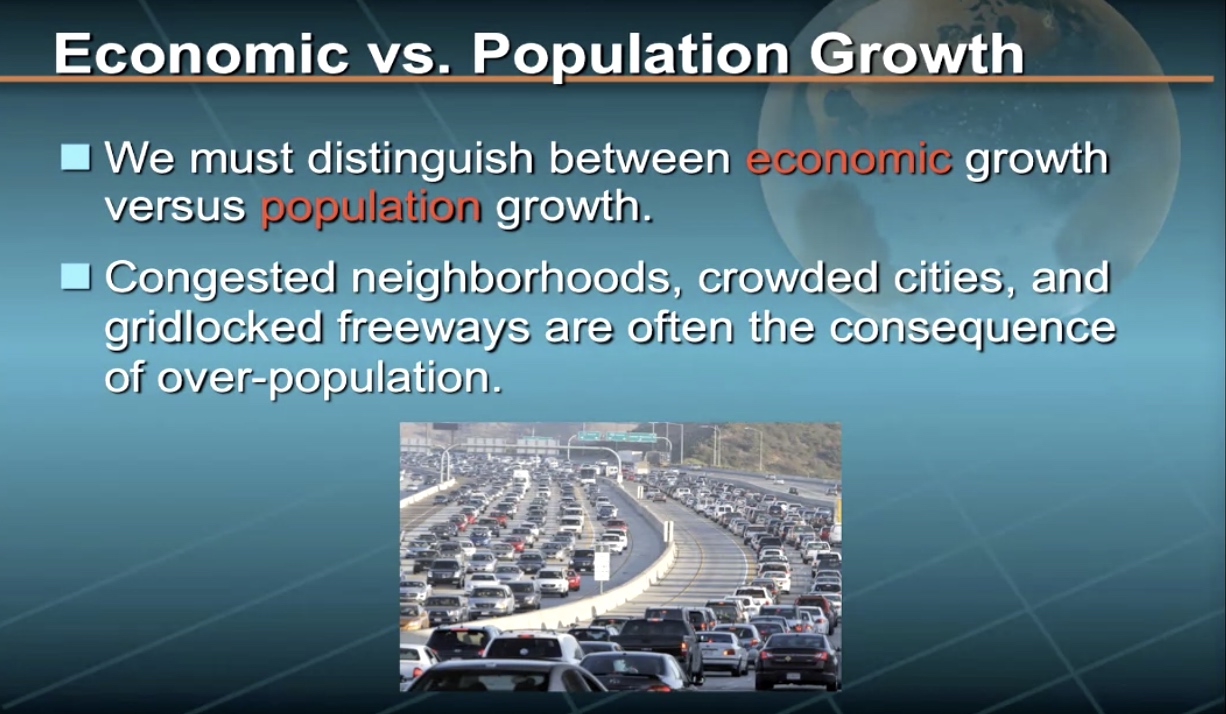 Economic vs. Population Growth
We must distinguish between economic growth
versus population growth.
Congested neighborhoods, crowded cities, and
gridlocked freeways are often the consequence
of over-population.